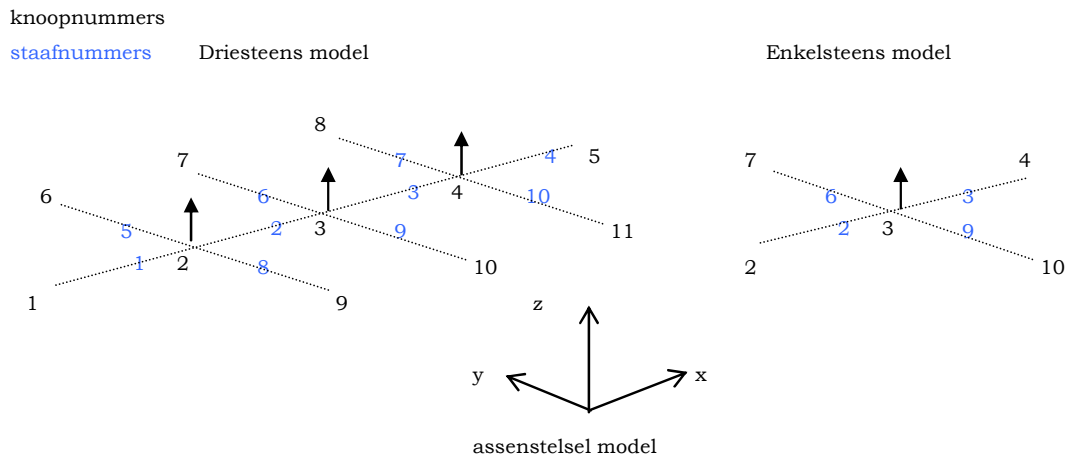 knoopnummers
staafnummers Driesteens model Enkelsteens model
8
7 7 4 5 7 4
6 6 3 4 10 6 3
5 2 3 9 11 2 3 9
1 2 8 10 2 10
1 9 z
y x
assenstelsel model